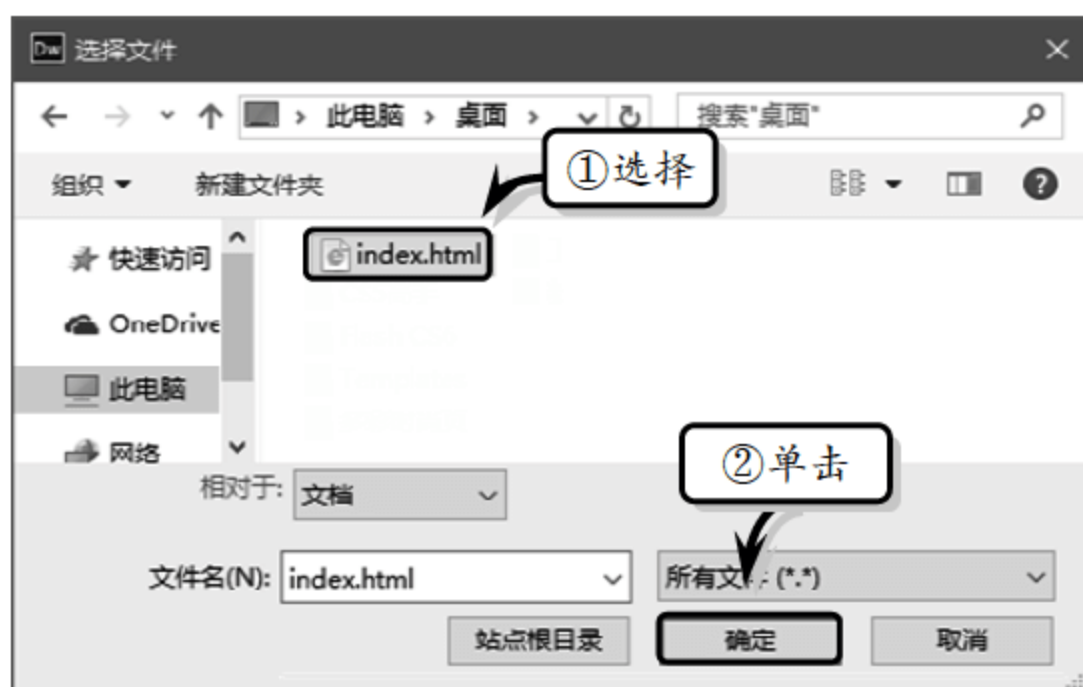 Dw 选择文件
此电脑 > 桌面 > 搜索"桌面"
①选择
组织 新建文件夹
快速访问
index.html
OneDrive
此电脑
网络
②单击
相对于: 文档
文件名(N): index.html 所有文件 (*.*)
站点根目录 确定 取消